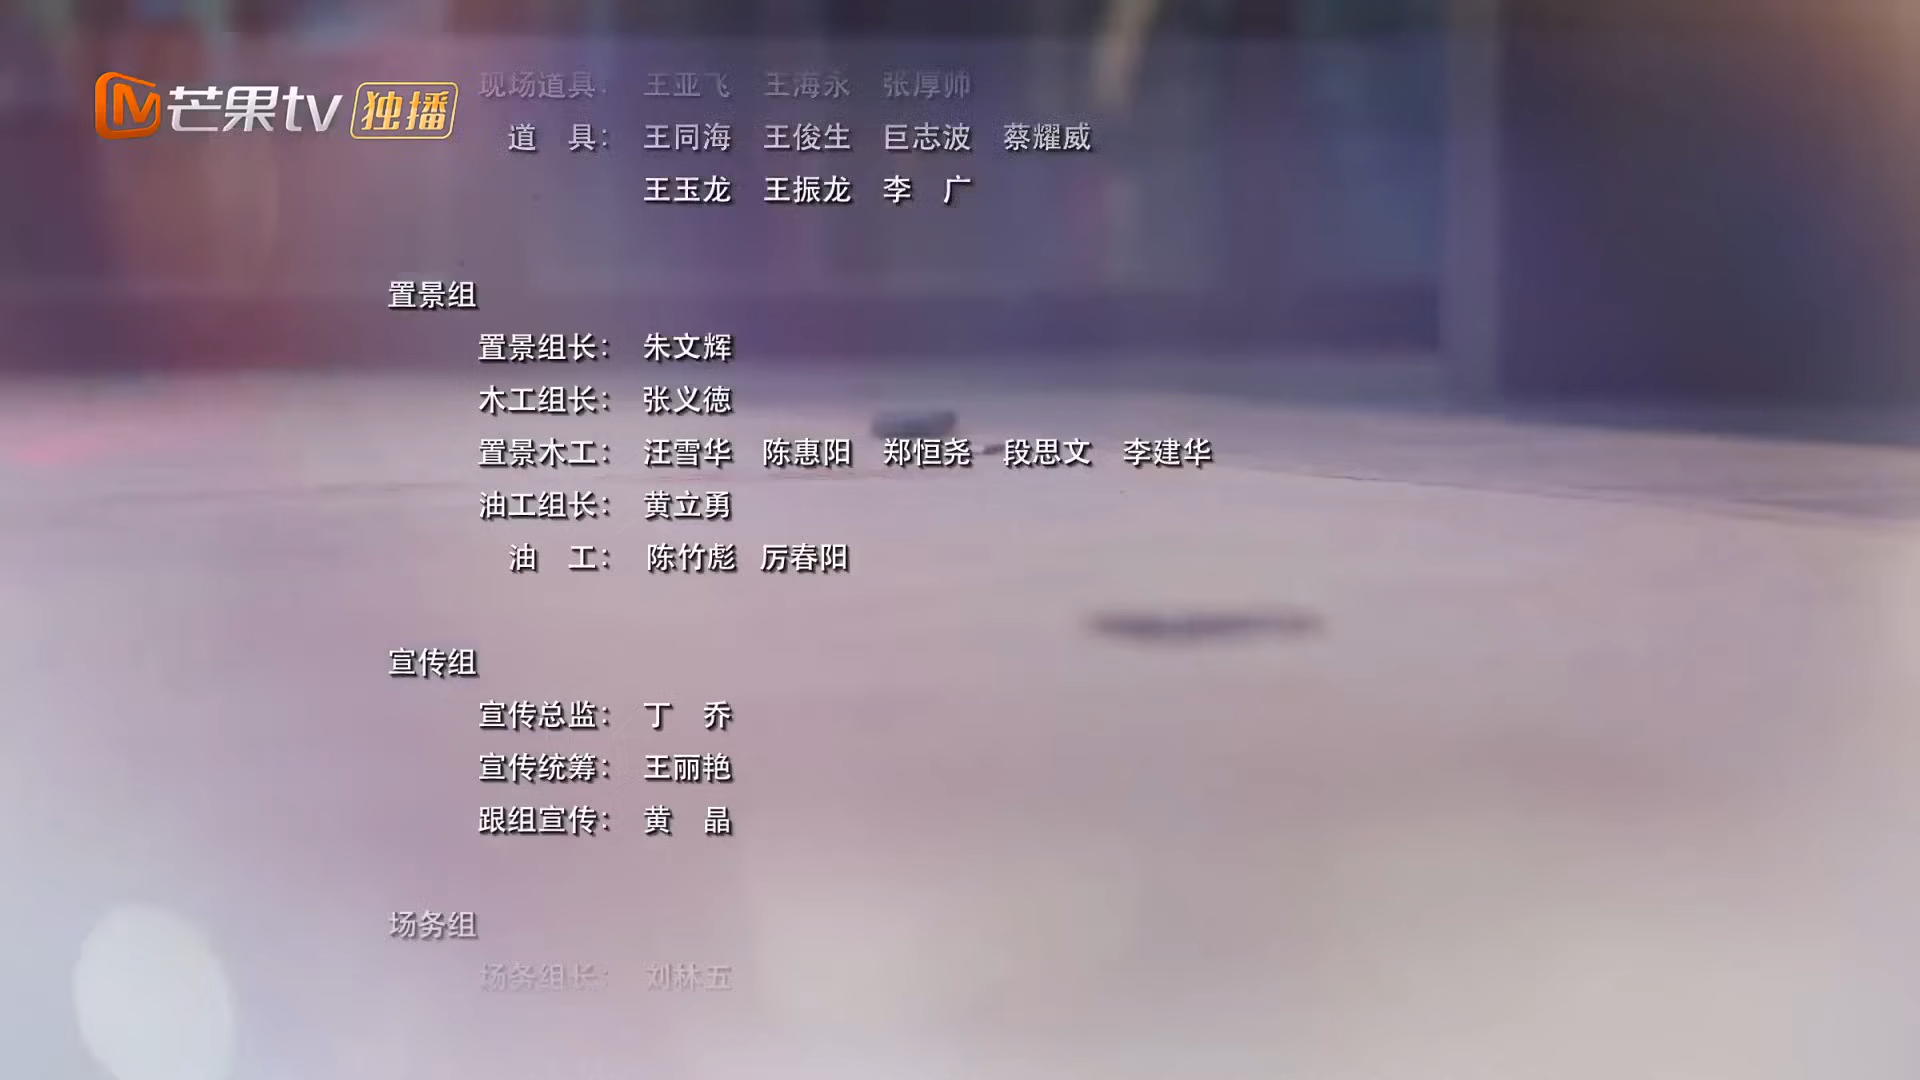 芒果tv 独播
现场道具： 王亚飞 王海永 张厚帅
道 具： 王同海 王俊生 巨志波 蔡耀威
王玉龙 王振龙 李 广
置景组
置景组长： 朱文辉
木工组长： 张义德
置景木工： 汪雪华 陈惠阳 郑恒尧 段思文 李建华
油工组长： 黄立勇
油 工： 陈竹彪 厉春阳
宣传组
宣传总监： 丁 乔
宣传统筹： 王丽艳
跟组宣传： 黄 晶
场务组
场务组长： 刘林五